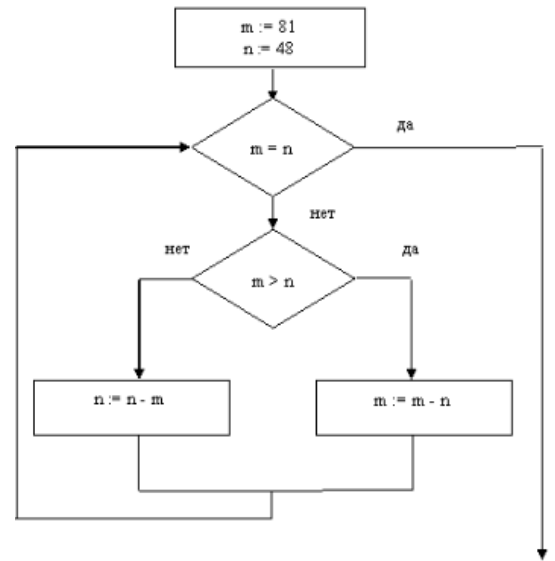 m := 81
n := 48
да
m = n
нет
нет
да
m > n
n := n - m
m := m - n